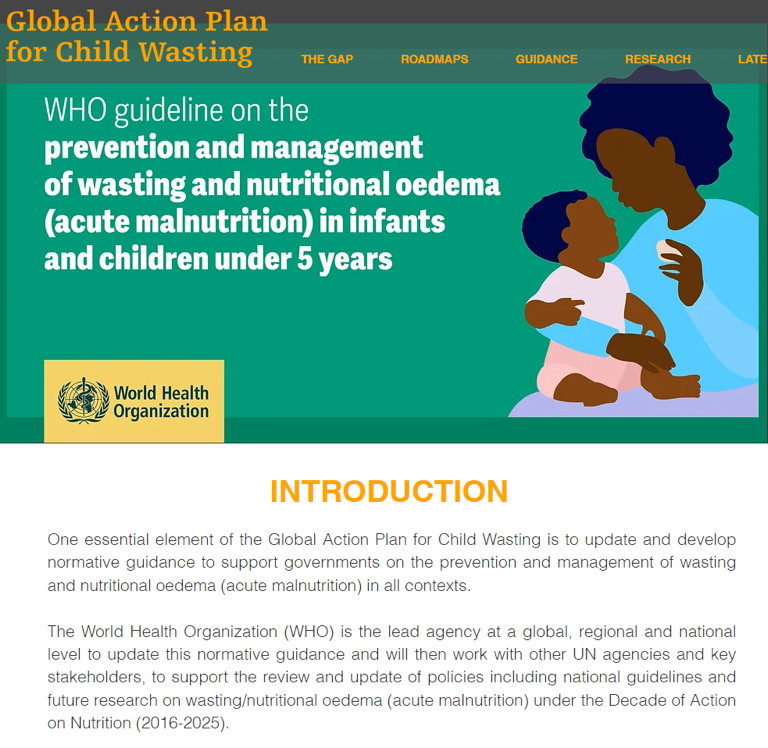 Global Action Plan
for Child Wasting
THE GAP ROADMAPS GUIDANCE RESEARCH LATE
WHO guideline on the
prevention and management
of wasting and nutritional oedema
(acute malnutrition) in infants
and children under 5 years
World Health
Organization
INTRODUCTION
One essential element of the Global Action Plan for Child Wasting is to update and develop
normative guidance to support governments on the prevention and management of wasting
and nutritional oedema (acute malnutrition) in all contexts.
The World Health Organization (WHO) is the lead agency at a global, regional and national
level to update this normative guidance and will then work with other UN agencies and key
stakeholders, to support the review and update of policies including national guidelines and
future research on wasting/nutritional oedema (acute malnutrition) under the Decade of Action
on Nutrition (2016-2025).